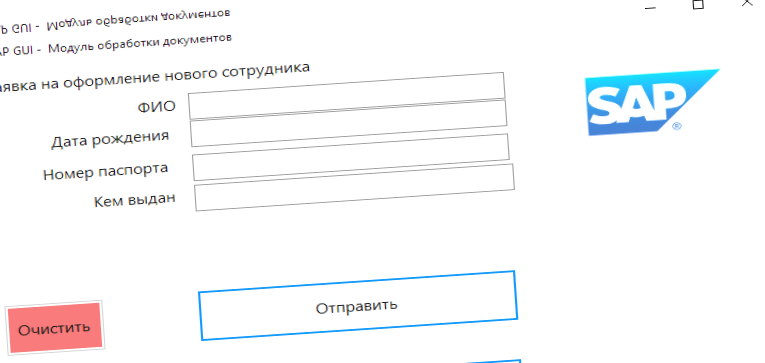 P GUI - Модуль обработки документов
AP GUI - Модуль обработки документов
аявка на оформление нового сотрудника
ФИО
Дата рождения
Номер паспорта
Кем выдан
SAP ®
Очистить
Отправить